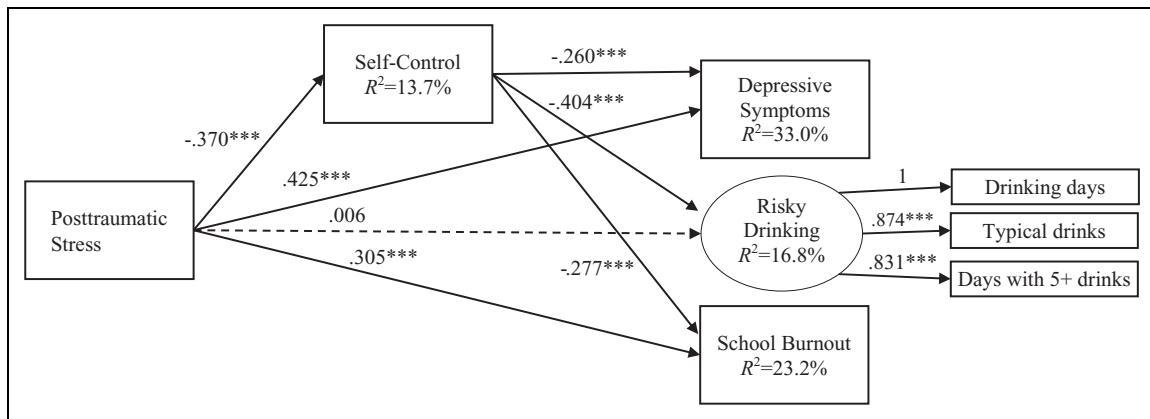 Self-Control
R²=13.7%
-.260***
Depressive
Symptoms
R²=33.0%
-.404***
-.370***
.425***
Posttraumatic
Stress
.006
Risky
Drinking
R²=16.8%
1
Drinking days
.874***
Typical drinks
.831***
Days with 5+ drinks
.305***
-.277***
School Burnout
R²=23.2%